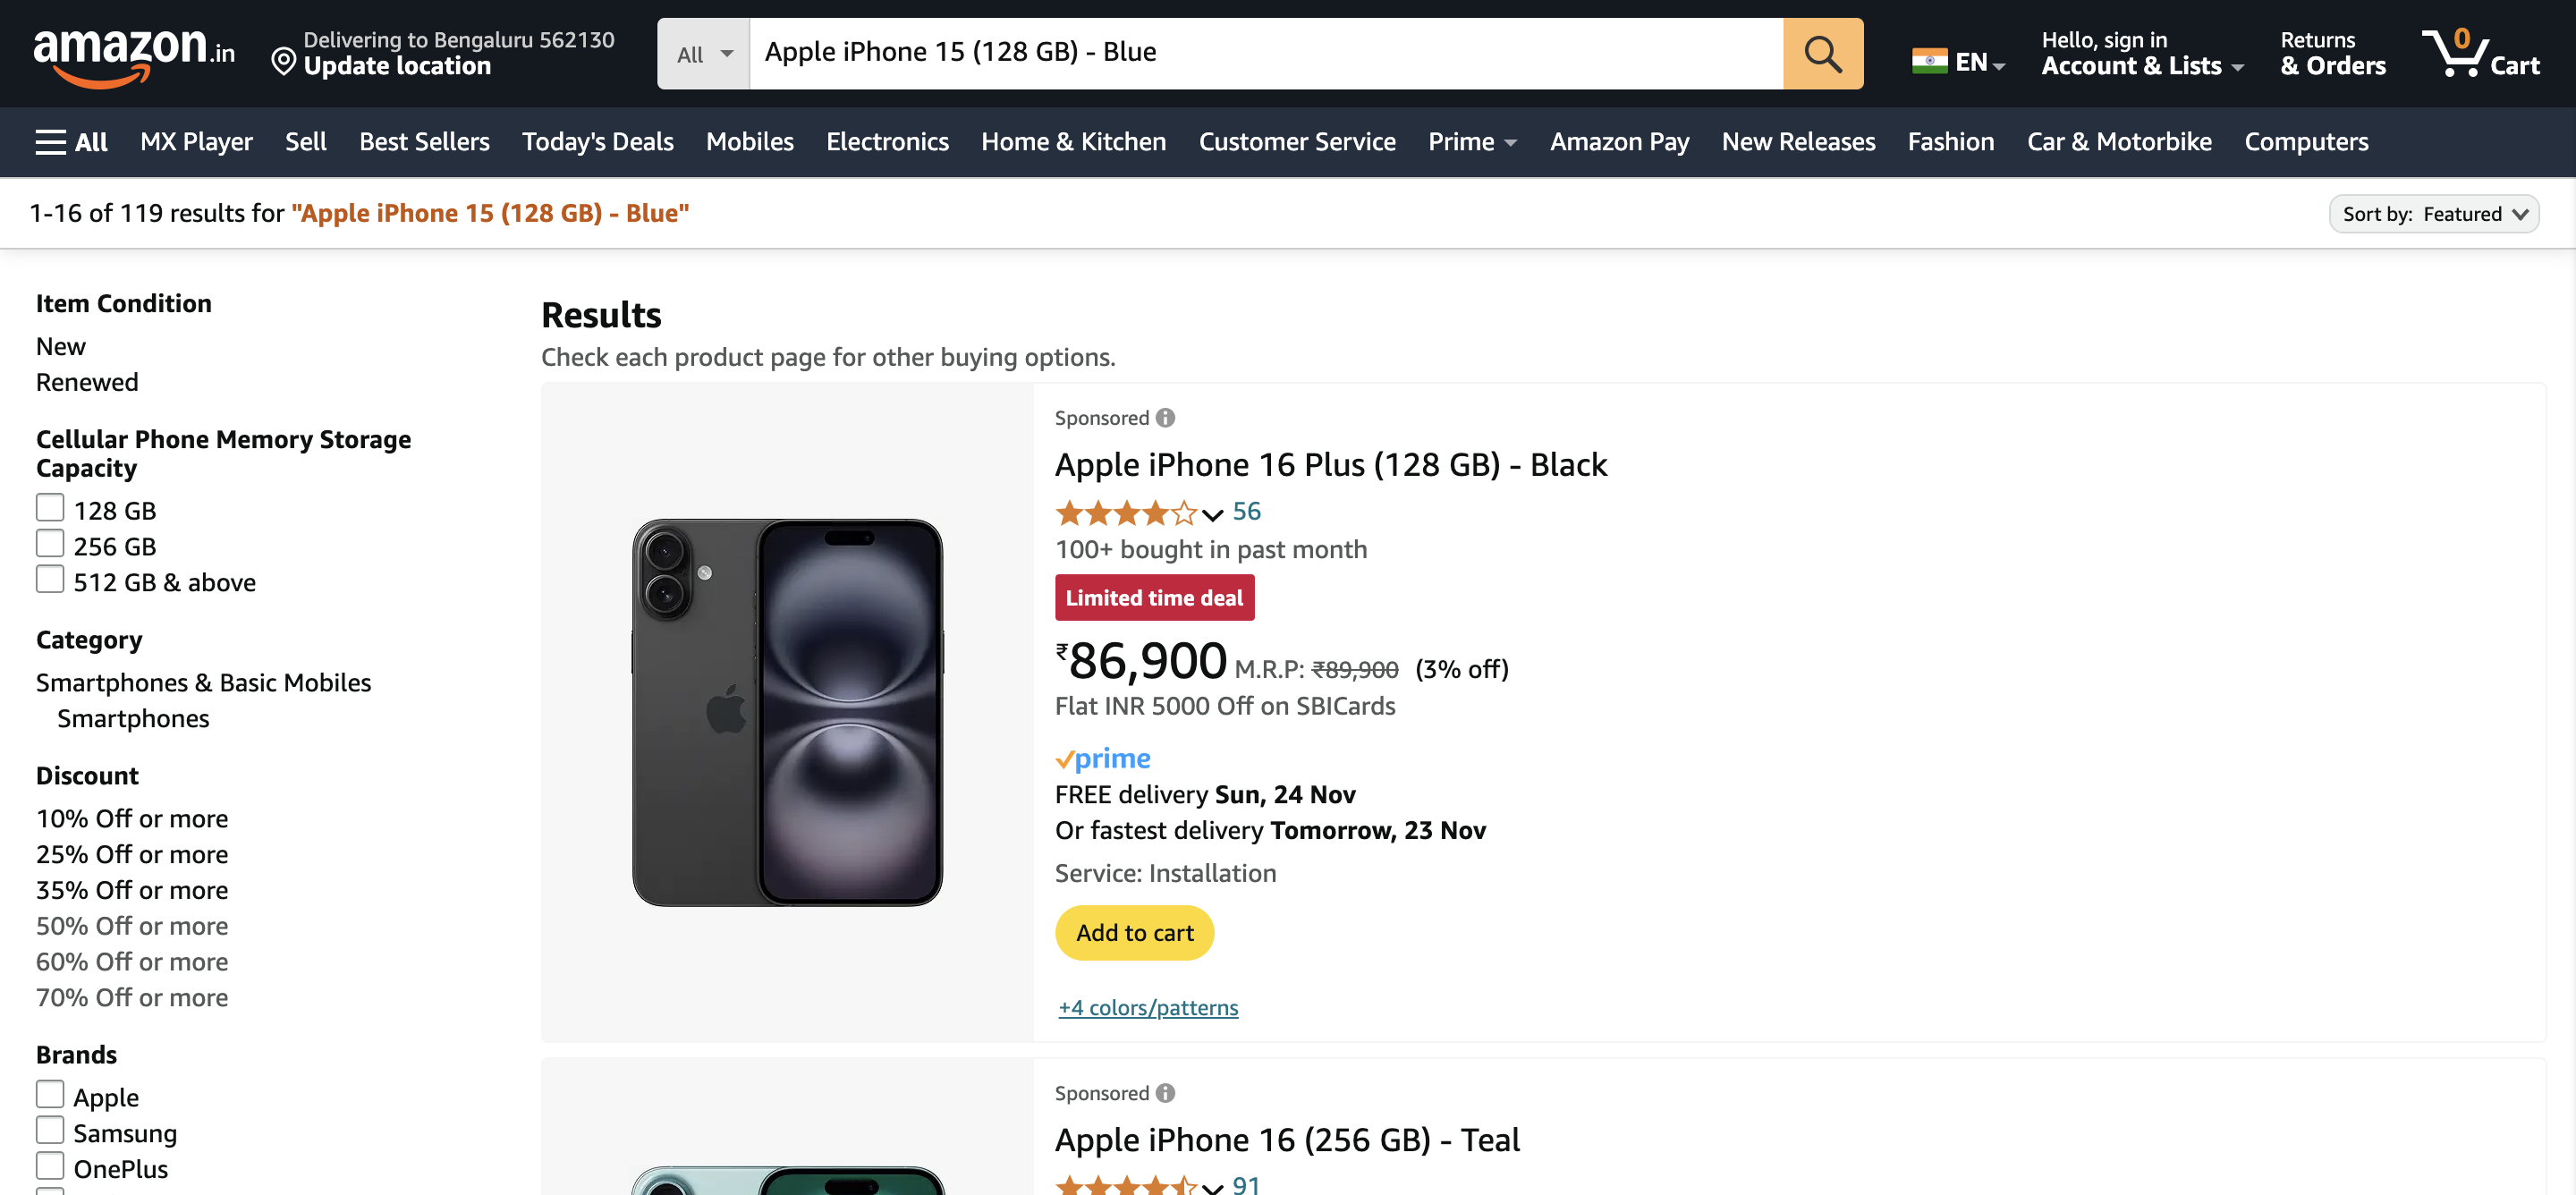 amazon.in
Delivering to Bengaluru 562130
Update location
All
Apple iPhone 15 (128 GB) - Blue
EN
Hello, sign in
Account & Lists
Returns
& Orders
0
Cart
All MX Player Sell Best Sellers Today's Deals Mobiles Electronics Home & Kitchen Customer Service Prime Amazon Pay New Releases Fashion Car & Motorbike Computers
1-16 of 119 results for "Apple iPhone 15 (128 GB) - Blue"
Sort by: Featured
Item Condition
New
Renewed
Cellular Phone Memory Storage
Capacity
128 GB
256 GB
512 GB & above
Category
Smartphones & Basic Mobiles
Smartphones
Discount
10% Off or more
25% Off or more
35% Off or more
50% Off or more
60% Off or more
70% Off or more
Brands
Apple
Samsung
OnePlus
Results
Check each product page for other buying options.
Sponsored
Apple iPhone 16 Plus (128 GB) - Black
56
100+ bought in past month
Limited time deal
₹86,900 M.R.P: ₹89,900 (3% off)
Flat INR 5000 Off on SBICards
prime
FREE delivery Sun, 24 Nov
Or fastest delivery Tomorrow, 23 Nov
Service: Installation
Add to cart
+4 colors/patterns
Sponsored
Apple iPhone 16 (256 GB) - Teal
91